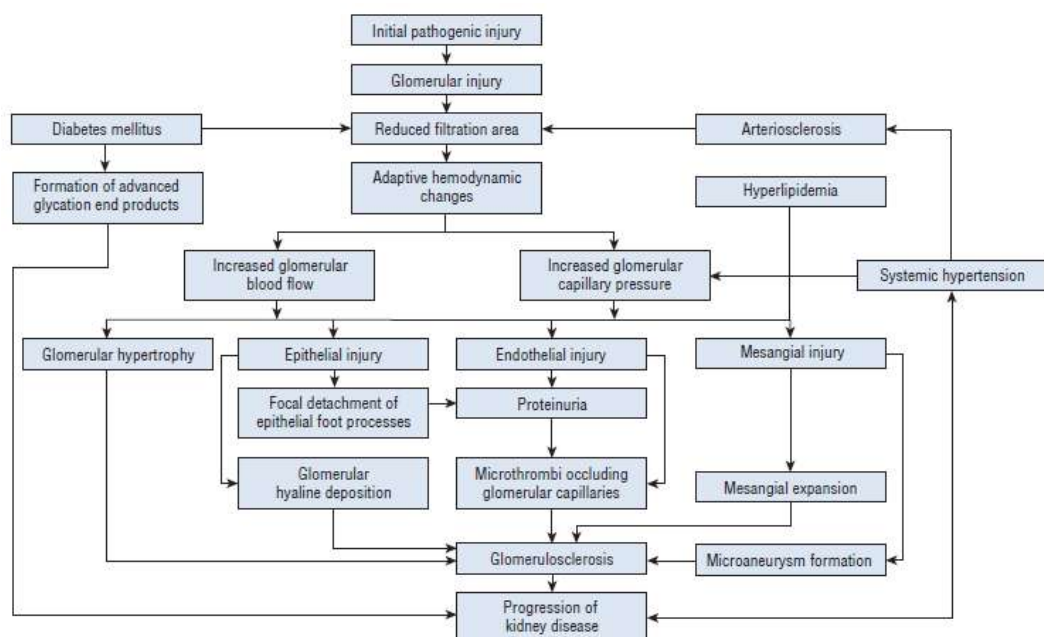 Initial pathogenic injury
Glomerular injury
Diabetes mellitus
Reduced filtration area
Arteriosclerosis
Formation of advanced
glycation end products
Adaptive hemodynamic
changes
Hyperlipidemia
Increased glomerular
blood flow
Increased glomerular
capillary pressure
Systemic hypertension
Glomerular hypertrophy
Epithelial injury
Endothelial injury
Mesangial injury
Focal detachment of
epithelial foot processes
Proteinuria
Glomerular
hyaline deposition
Microthrombi occluding
glomerular capillaries
Mesangial expansion
Glomerulosclerosis
Microaneurysm formation
Progression of
kidney disease